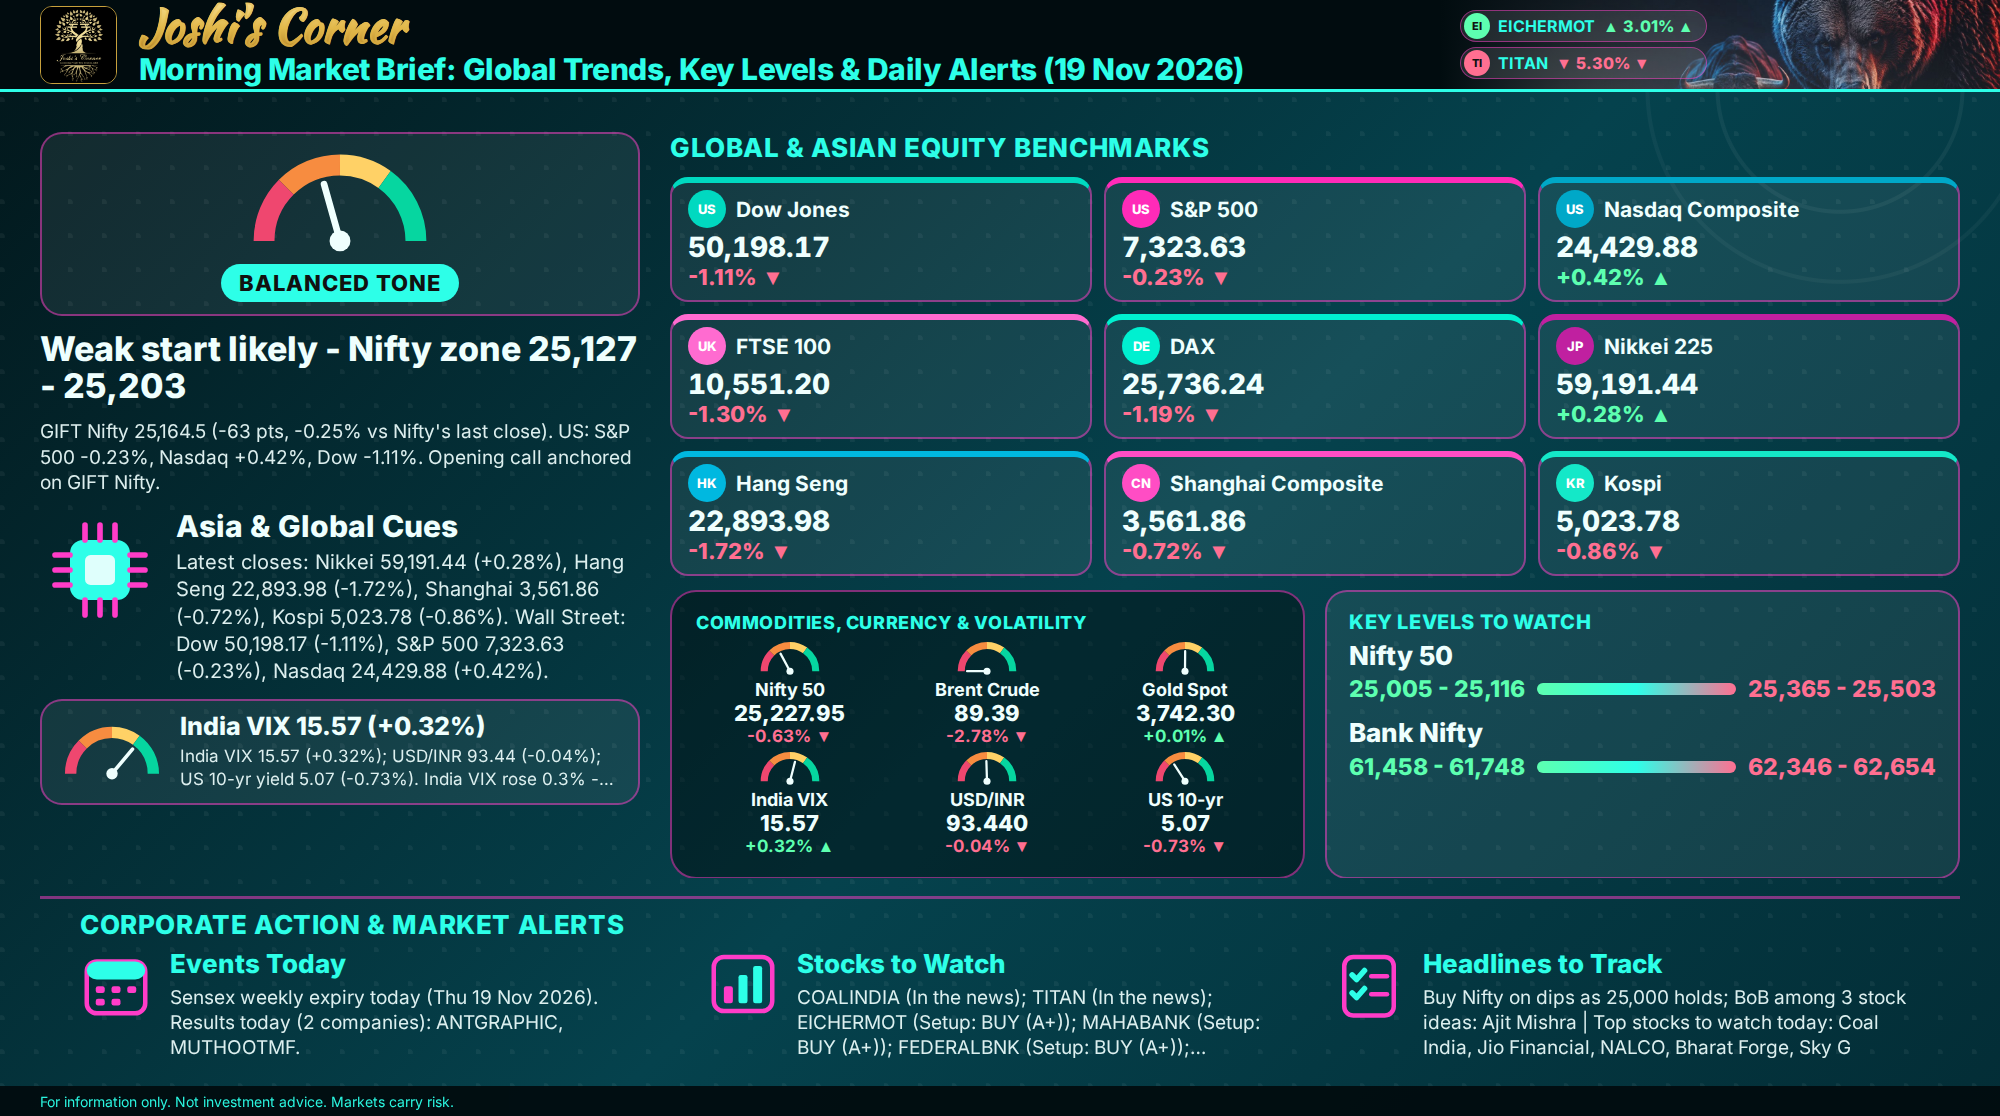 Joshi's Corner
Joshi's Corner
Morning Market Brief: Global Trends, Key Levels & Daily Alerts (19 Nov 2026)
EI EICHERMOT ▲ 3.01% ▲
TI TITAN ▼ 5.30% ▼
BALANCED TONE
Weak start likely - Nifty zone 25,127
- 25,203
GIFT Nifty 25,164.5 (-63 pts, -0.25% vs Nifty's last close). US: S&P
500 -0.23%, Nasdaq +0.42%, Dow -1.11%. Opening call anchored
on GIFT Nifty.
Asia & Global Cues
Latest closes: Nikkei 59,191.44 (+0.28%), Hang
Seng 22,893.98 (-1.72%), Shanghai 3,561.86
(-0.72%), Kospi 5,023.78 (-0.86%). Wall Street:
Dow 50,198.17 (-1.11%), S&P 500 7,323.63
(-0.23%), Nasdaq 24,429.88 (+0.42%).
India VIX 15.57 (+0.32%)
India VIX 15.57 (+0.32%); USD/INR 93.44 (-0.04%);
US 10-yr yield 5.07 (-0.73%). India VIX rose 0.3% -...
GLOBAL & ASIAN EQUITY BENCHMARKS
US Dow Jones
50,198.17
-1.11% ▼
US S&P 500
7,323.63
-0.23% ▼
US Nasdaq Composite
24,429.88
+0.42% ▲
UK FTSE 100
10,551.20
-1.30% ▼
DE DAX
25,736.24
-1.19% ▼
JP Nikkei 225
59,191.44
+0.28% ▲
HK Hang Seng
22,893.98
-1.72% ▼
CN Shanghai Composite
3,561.86
-0.72% ▼
KR Kospi
5,023.78
-0.86% ▼
COMMODITIES, CURRENCY & VOLATILITY
Nifty 50
25,227.95
-0.63% ▼
Brent Crude
89.39
-2.78% ▼
Gold Spot
3,742.30
+0.01% ▲
India VIX
15.57
+0.32% ▲
USD/INR
93.440
-0.04% ▼
US 10-yr
5.07
-0.73% ▼
KEY LEVELS TO WATCH
Nifty 50
25,005 - 25,116 25,365 - 25,503
Bank Nifty
61,458 - 61,748 62,346 - 62,654
CORPORATE ACTION & MARKET ALERTS
Events Today
Sensex weekly expiry today (Thu 19 Nov 2026).
Results today (2 companies): ANTGRAPHIC,
MUTHOOTMF.
Stocks to Watch
COALINDIA (In the news); TITAN (In the news);
EICHERMOT (Setup: BUY (A+)); MAHABANK (Setup:
BUY (A+)); FEDERALBNK (Setup: BUY (A+));...
Headlines to Track
Buy Nifty on dips as 25,000 holds; BoB among 3 stock
ideas: Ajit Mishra | Top stocks to watch today: Coal
India, Jio Financial, NALCO, Bharat Forge, Sky G
For information only. Not investment advice. Markets carry risk.